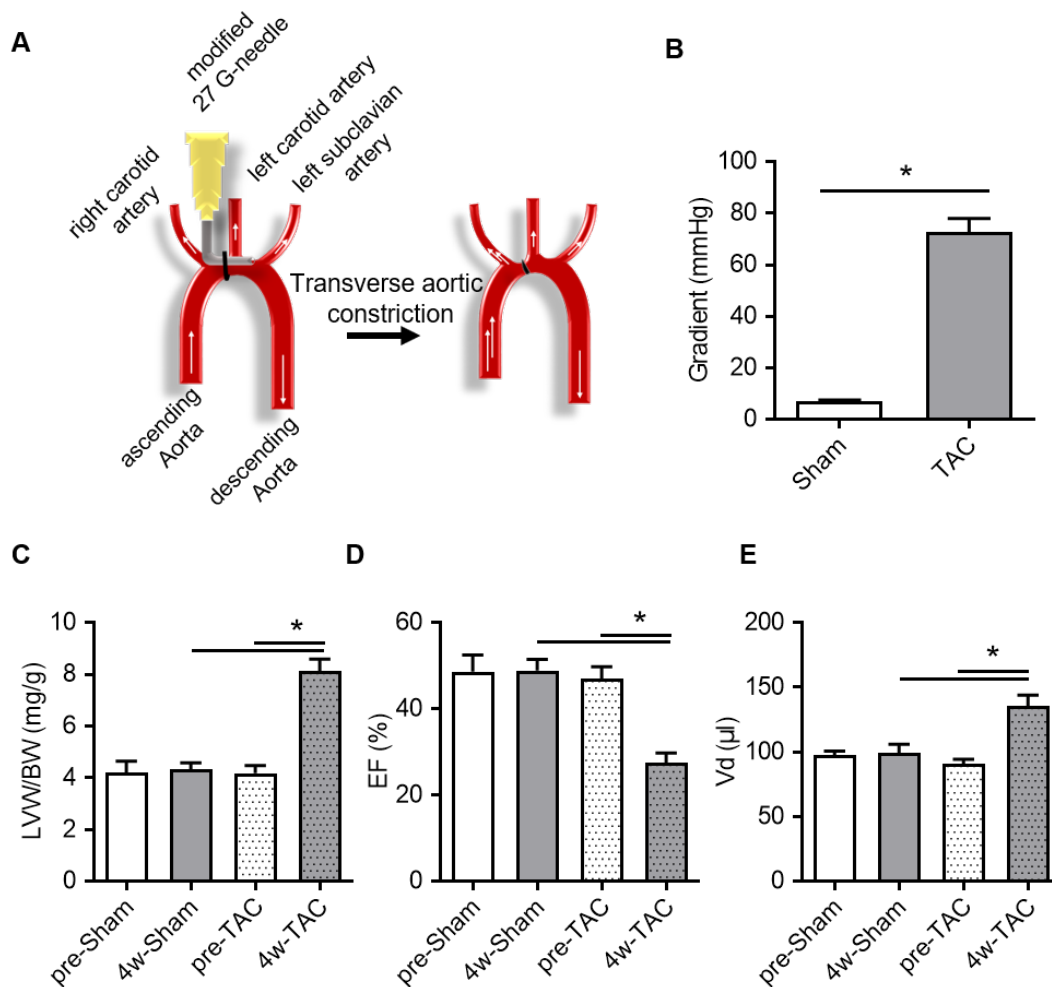 A
modified
27 G-needle
left carotid artery
left subclavian
artery
right carotid
artery
Transverse aortic
constriction
ascending
Aorta
descending
Aorta
B
Gradient (mmHg)
100
80
60
40
20
0
*
Sham
TAC
C
LVW/BW (mg/g)
10
8
6
4
2
0
*
pre-Sham
4w-Sham
pre-TAC
4w-TAC
D
EF (%)
60
40
20
0
*
pre-Sham
4w-Sham
pre-TAC
4w-TAC
E
Vd (µl)
200
150
100
50
0
*
pre-Sham
4w-Sham
pre-TAC
4w-TAC